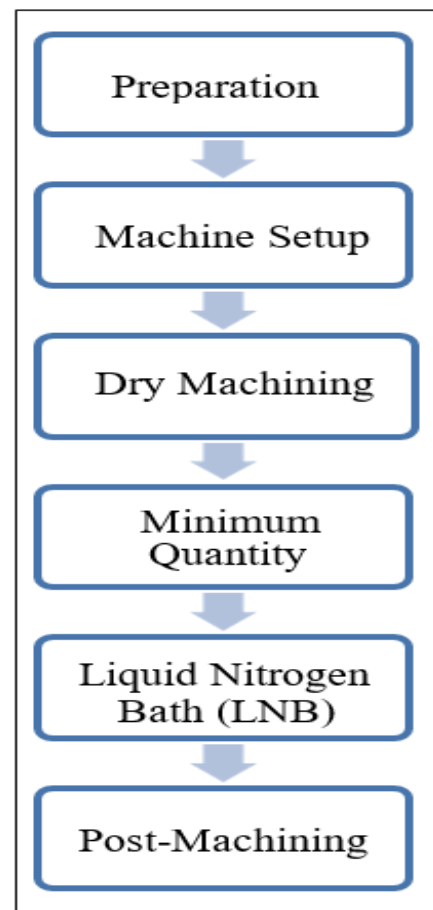 Preparation
Machine Setup
Dry Machining
Minimum
Quantity
Liquid Nitrogen
Bath (LNB)
Post-Machining